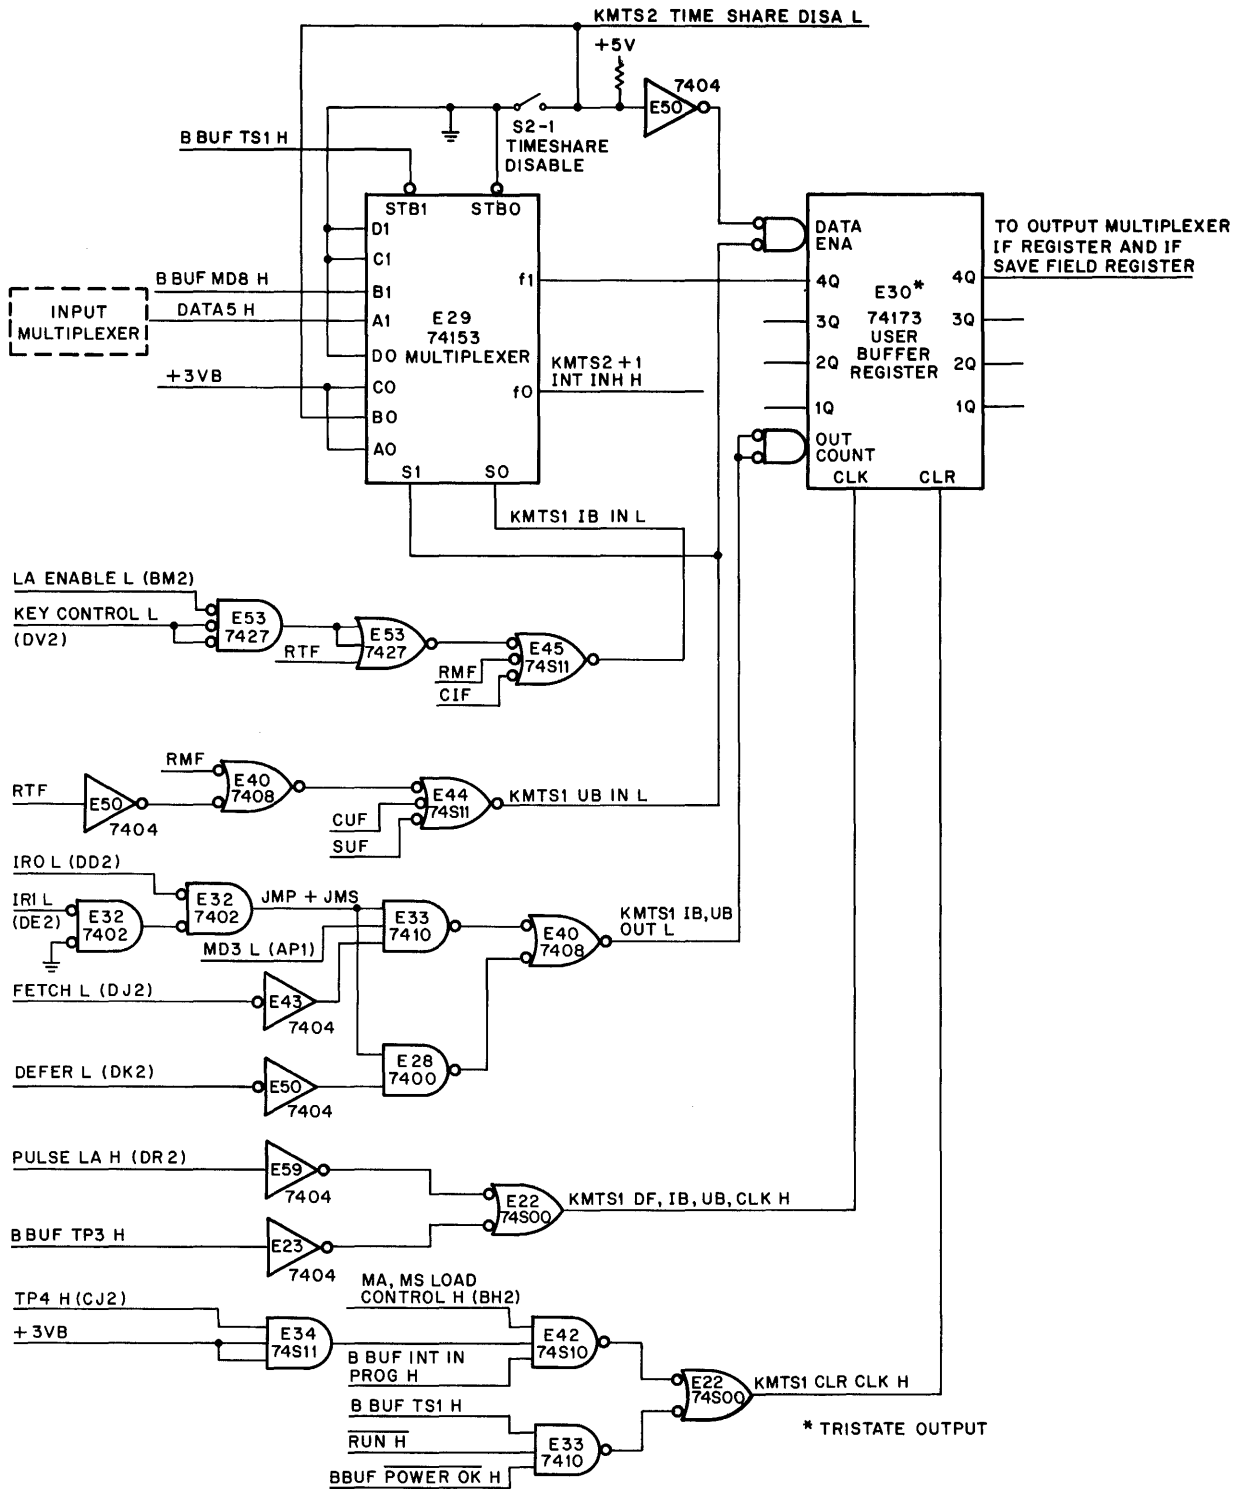 KMTS2 TIME SHARE DISA L
+5V
7404
E50
S2-1
TIMESHARE
DISABLE
B BUF TS1 H
STB1
STB0
D1
C1
B BUF MD8 H
B1
INPUT
MULTIPLEXER
DATA5 H
A1
D0
+3VB
C0
B0
A0
E29
74153
MULTIPLEXER
f1
f0
S1
S0
KMTS2 + 1
INT INH H
KMTS1 IB IN L
DATA
ENA
4Q
3Q
2Q
1Q
E30*
74173
USER
BUFFER
REGISTER
4Q
3Q
2Q
1Q
OUT
COUNT
CLK
CLR
TO OUTPUT MULTIPLEXER
IF REGISTER AND IF
SAVE FIELD REGISTER
LA ENABLE L (BM2)
KEY CONTROL L
(DV2)
E53
7427
RTF
E53
7427
RMF
CIF
E45
74S11
RTF
E50
7404
RMF
E40
7408
CUF
SUF
E44
74S11
KMTS1 UB IN L
IR0 L (DD2)
IR1 L
(DE2)
E32
7402
E32
7402
JMP + JMS
MD3 L (AP1)
E33
7410
FETCH L (DJ2)
E43
7404
E40
7408
KMTS1 IB, UB
OUT L
DEFER L (DK2)
E50
7404
E28
7400
PULSE LA H (DR2)
E59
7404
B BUF TP3 H
E23
7404
E22
74S00
KMTS1 DF, IB, UB, CLK H
TP4 H (CJ2)
+3VB
E34
74S11
MA, MS LOAD
CONTROL H (BH2)
B BUF INT IN
PROG H
E42
74S10
B BUF TS1 H
RUN H
BBUF POWER OK H
E33
7410
E22
74S00
KMTS1 CLR CLK H
* TRISTATE OUTPUT